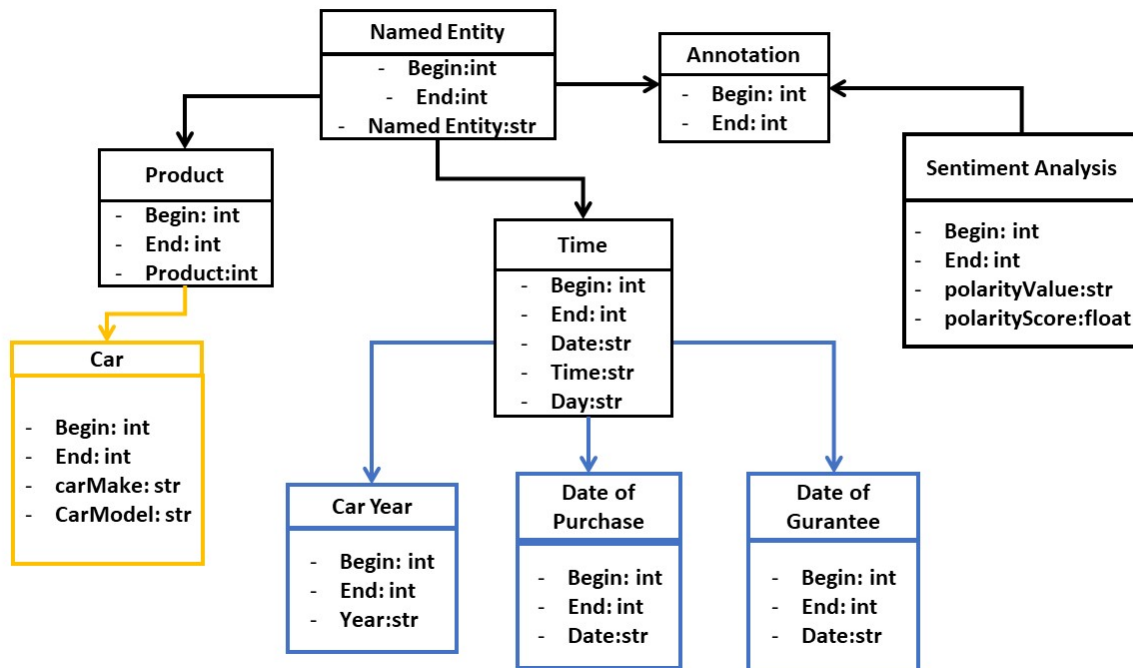 Named Entity
- Begin:int
- End:int
- Named Entity:str
Annotation
- Begin: int
- End: int
Product
- Begin: int
- End: int
- Product:int
Sentiment Analysis
- Begin: int
- End: int
- polarityValue:str
- polarityScore:float
Time
- Begin: int
- End: int
- Date:str
- Time:str
- Day:str
Car
- Begin: int
- End: int
- carMake: str
- CarModel: str
Car Year
- Begin: int
- End: int
- Year:str
Date of
Purchase
- Begin: int
- End: int
- Date:str
Date of
Gurantee
- Begin: int
- End: int
- Date:str